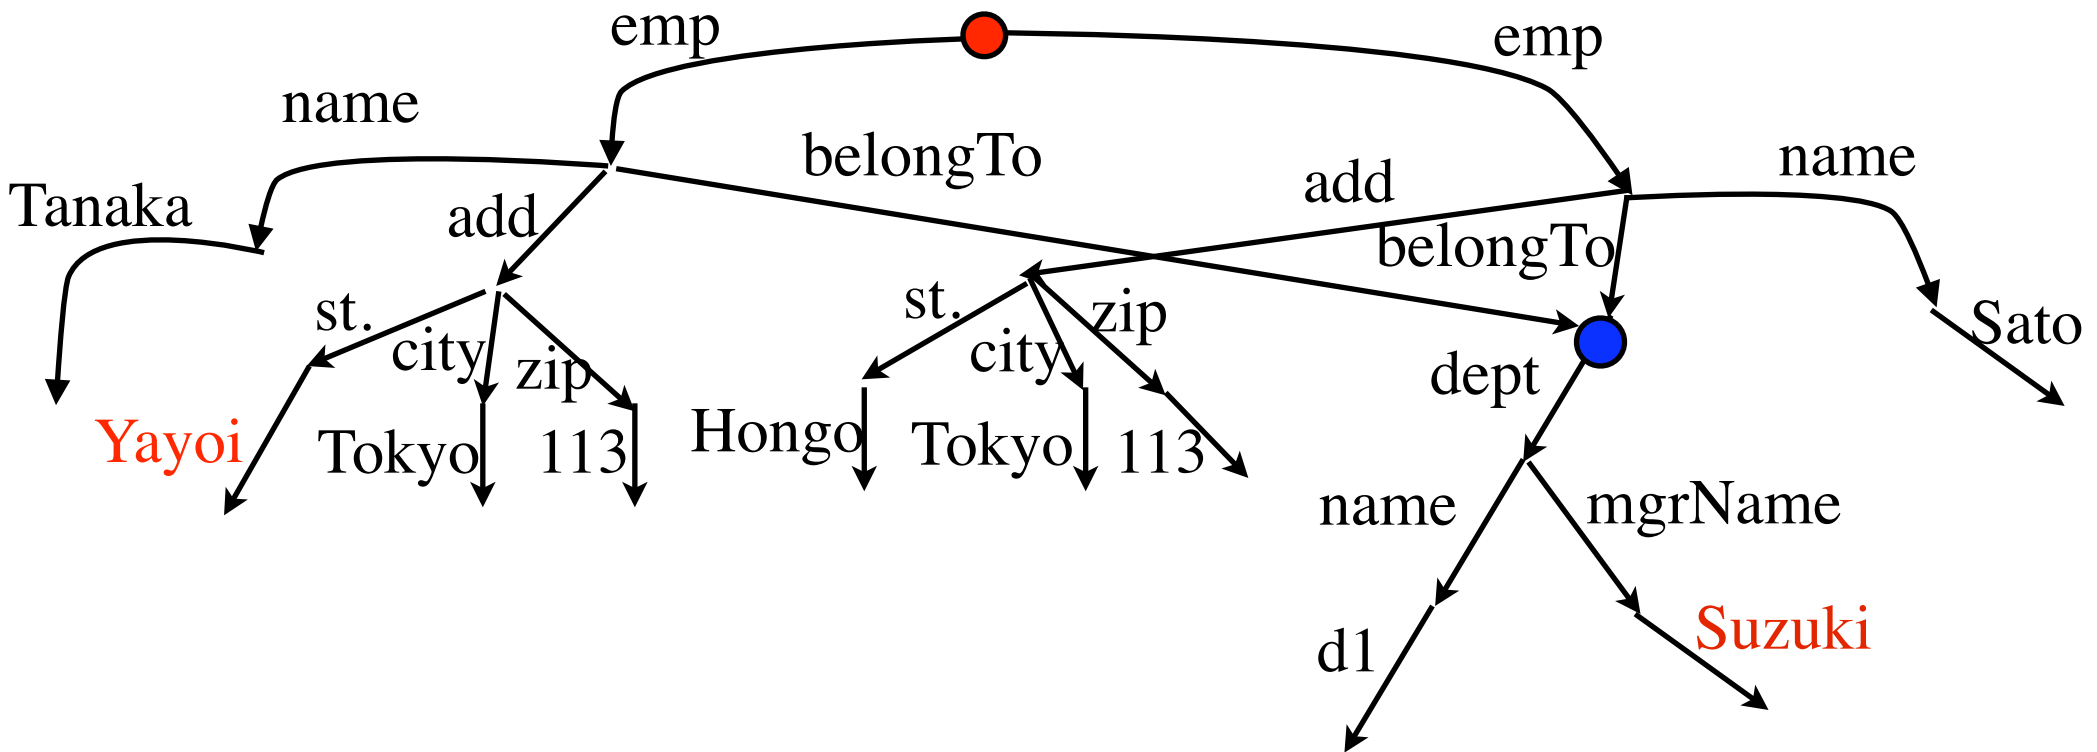 emp
emp
name
belongTo
name
add
Tanaka
add
belongTo
st.
zip
Sato
st.
city
city
zip
dept
Yayoi
Tokyo
113
Hongo
Tokyo
113
name
mgrName
d1
Suzuki